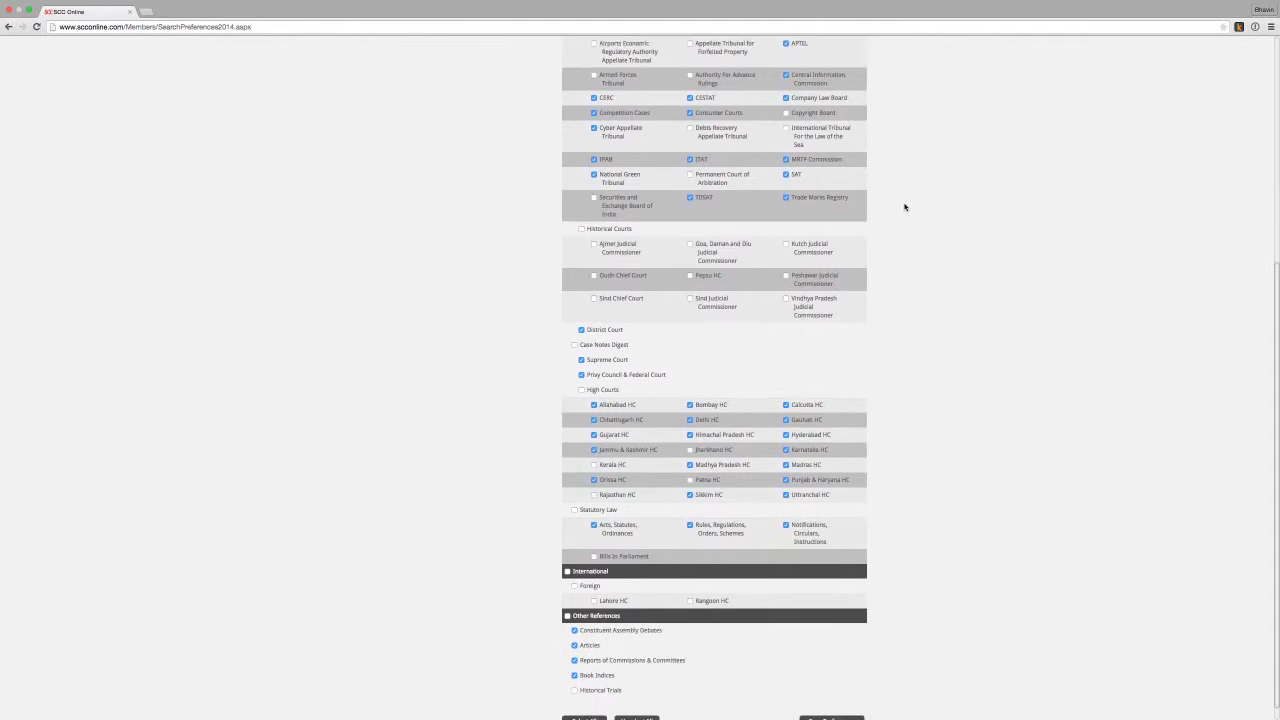 SCC SCC Online
Bhavin
www.scconline.com/Members/SearchPreferences2014.aspx
Airports Economic Appellate Tribunal for APTEL
Regulatory Authority Forfeited Property
Appellate Tribunal
Armed Forces Authority For Advance Central Information
Tribunal Rulings Commission
CERC CESTAT Company Law Board
Competition Cases Consumer Courts Copyright Board
Cyber Appellate Debts Recovery International Tribunal
Tribunal Appellate Tribunal For the Law of the
Sea
IPAB ITAT MRTP Commission
National Green Permanent Court of SAT
Tribunal Arbitration
Securities and TDSAT Trade Marks Registry
Exchange Board of
India
Historical Courts
Ajmer Judicial Goa, Daman and Diu Kutch Judicial
Commissioner Judicial Commissioner
Commissioner
Oudh Chief Court Pepsu HC Peshawar Judicial
Commissioner
Sind Chief Court Sind Judicial Vindhya Pradesh
Commissioner Judicial
Commissioner
District Court
Case Notes Digest
Supreme Court
Privy Council & Federal Court
High Courts
Allahabad HC Bombay HC Calcutta HC
Chhattisgarh HC Delhi HC Gauhati HC
Gujarat HC Himachal Pradesh HC Hyderabad HC
Jammu & Kashmir HC Jharkhand HC Karnataka HC
Kerala HC Madhya Pradesh HC Madras HC
Orissa HC Patna HC Punjab & Haryana HC
Rajasthan HC Sikkim HC Uttranchal HC
Statutory Law
Acts, Statutes, Rules, Regulations, Notifications,
Ordinances Orders, Schemes Circulars,
Instructions
Bills In Parliament
International
Foreign
Lahore HC Rangoon HC
Other References
Constituent Assembly Debates
Articles
Reports of Commissions & Committees
Book Indices
Historical Trials